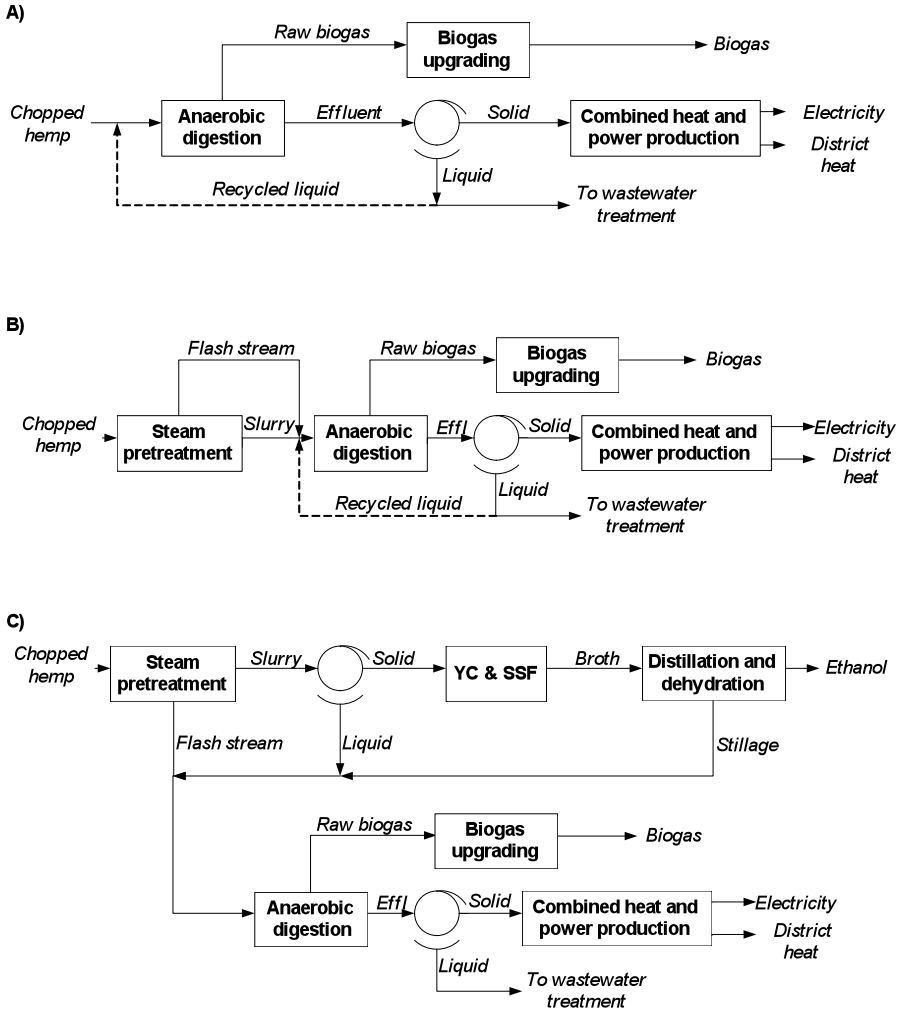 A)
Raw biogas
Biogas
upgrading
Biogas
Chopped
hemp
Anaerobic
digestion
Effluent
Solid
Combined heat and
power production
Electricity
District
heat
Liquid
Recycled liquid
To wastewater
treatment
B)
Flash stream
Raw biogas
Biogas
upgrading
Biogas
Chopped
hemp
Steam
pretreatment
Slurry
Anaerobic
digestion
Effl
Solid
Combined heat and
power production
Electricity
District
heat
Liquid
Recycled liquid
To wastewater
treatment
C)
Chopped
hemp
Steam
pretreatment
Slurry
Solid
YC & SSF
Broth
Distillation and
dehydration
Ethanol
Flash stream
Liquid
Stillage
Raw biogas
Biogas
upgrading
Biogas
Anaerobic
digestion
Effl
Solid
Combined heat and
power production
Electricity
District
heat
Liquid
To wastewater
treatment